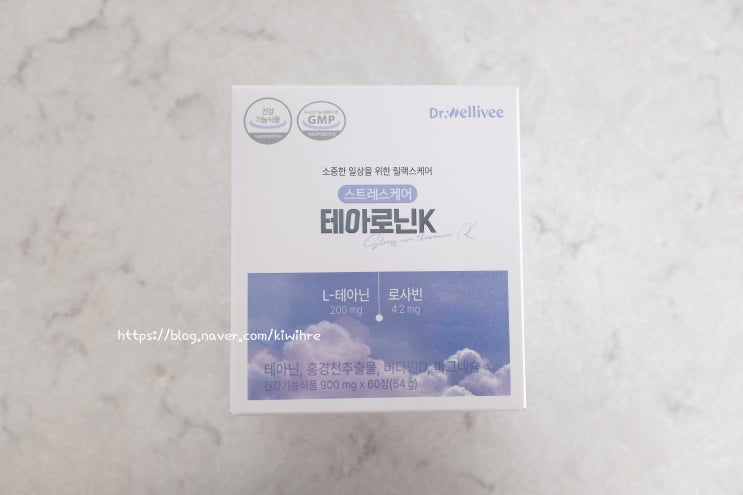 건강
기능식품
GMP
Dr.Wellivee
소중한 일상을 위한 릴랙스케어
스트레스케어
테아로닌K
L-테아닌
200 mg
로사빈
4.2 mg
https://blog.naver.com/kiwihre
테아닌, 홍경천추출물, 비타민D, 마그네슘
건강기능식품 900 mg x 60정(54 g)